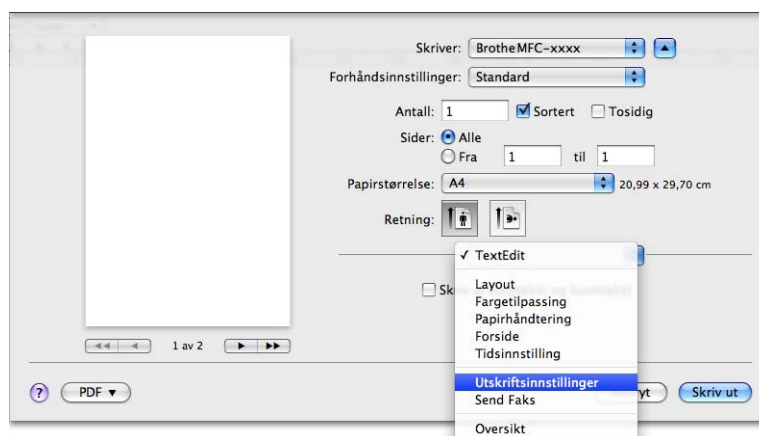 Skriver: BrotheMFC-xxxx
Forhåndsinnstillinger: Standard
Antall: 1 Sortert Tosidig
Sider: Alle
Fra 1 til 1
Papirstørrelse: A4 20,99 x 29,70 cm
Retning:
✓ TextEdit
Layout
Fargetilpassing
Papirhåndtering
Forside
Tidsinnstilling
Utskriftsinnstillinger
Send Faks
Oversikt
1 av 2
? PDF ▼ Skriv ut